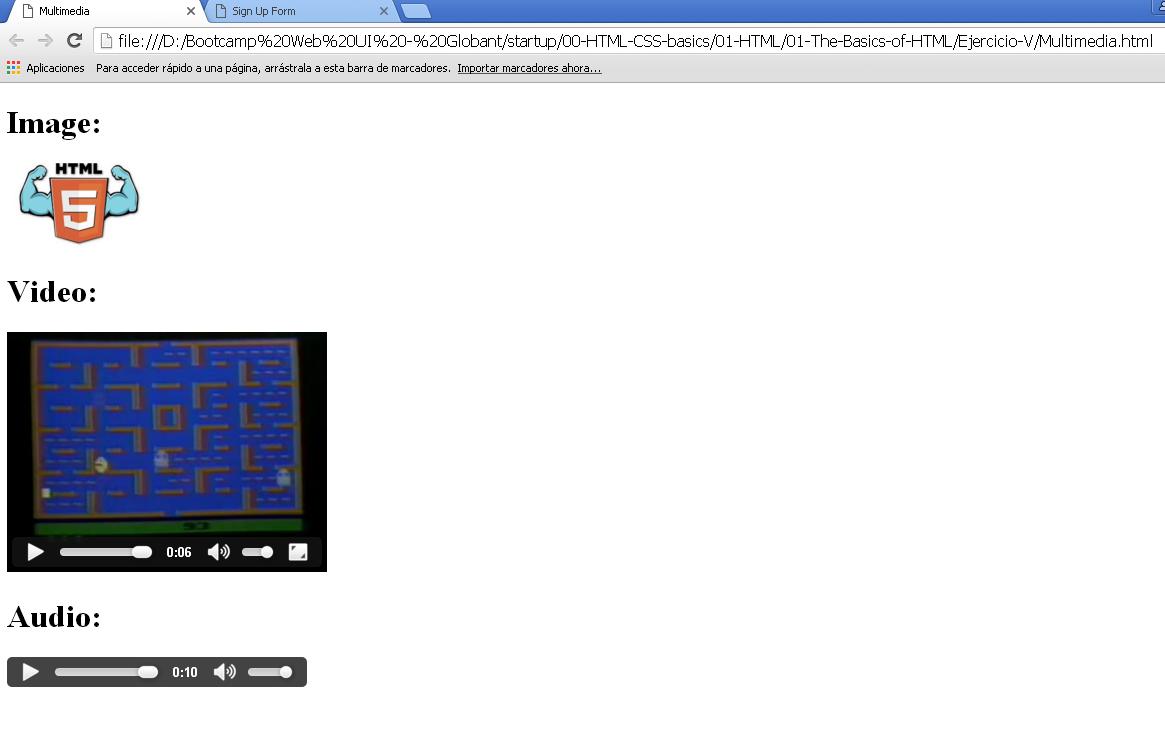 Multimedia
Sign Up Form
file:///D:/Bootcamp%20Web%20UI%20-%20Globant/startup/00-HTML-CSS-basics/01-HTML/01-The-Basics-of-HTML/Ejercicio-V/Multimedia.html
Aplicaciones Para acceder rápido a una página, arrástrala a esta barra de marcadores. Importar marcadores ahora...
Image:
HTML
5
Video:
93
0:06
Audio:
0:10